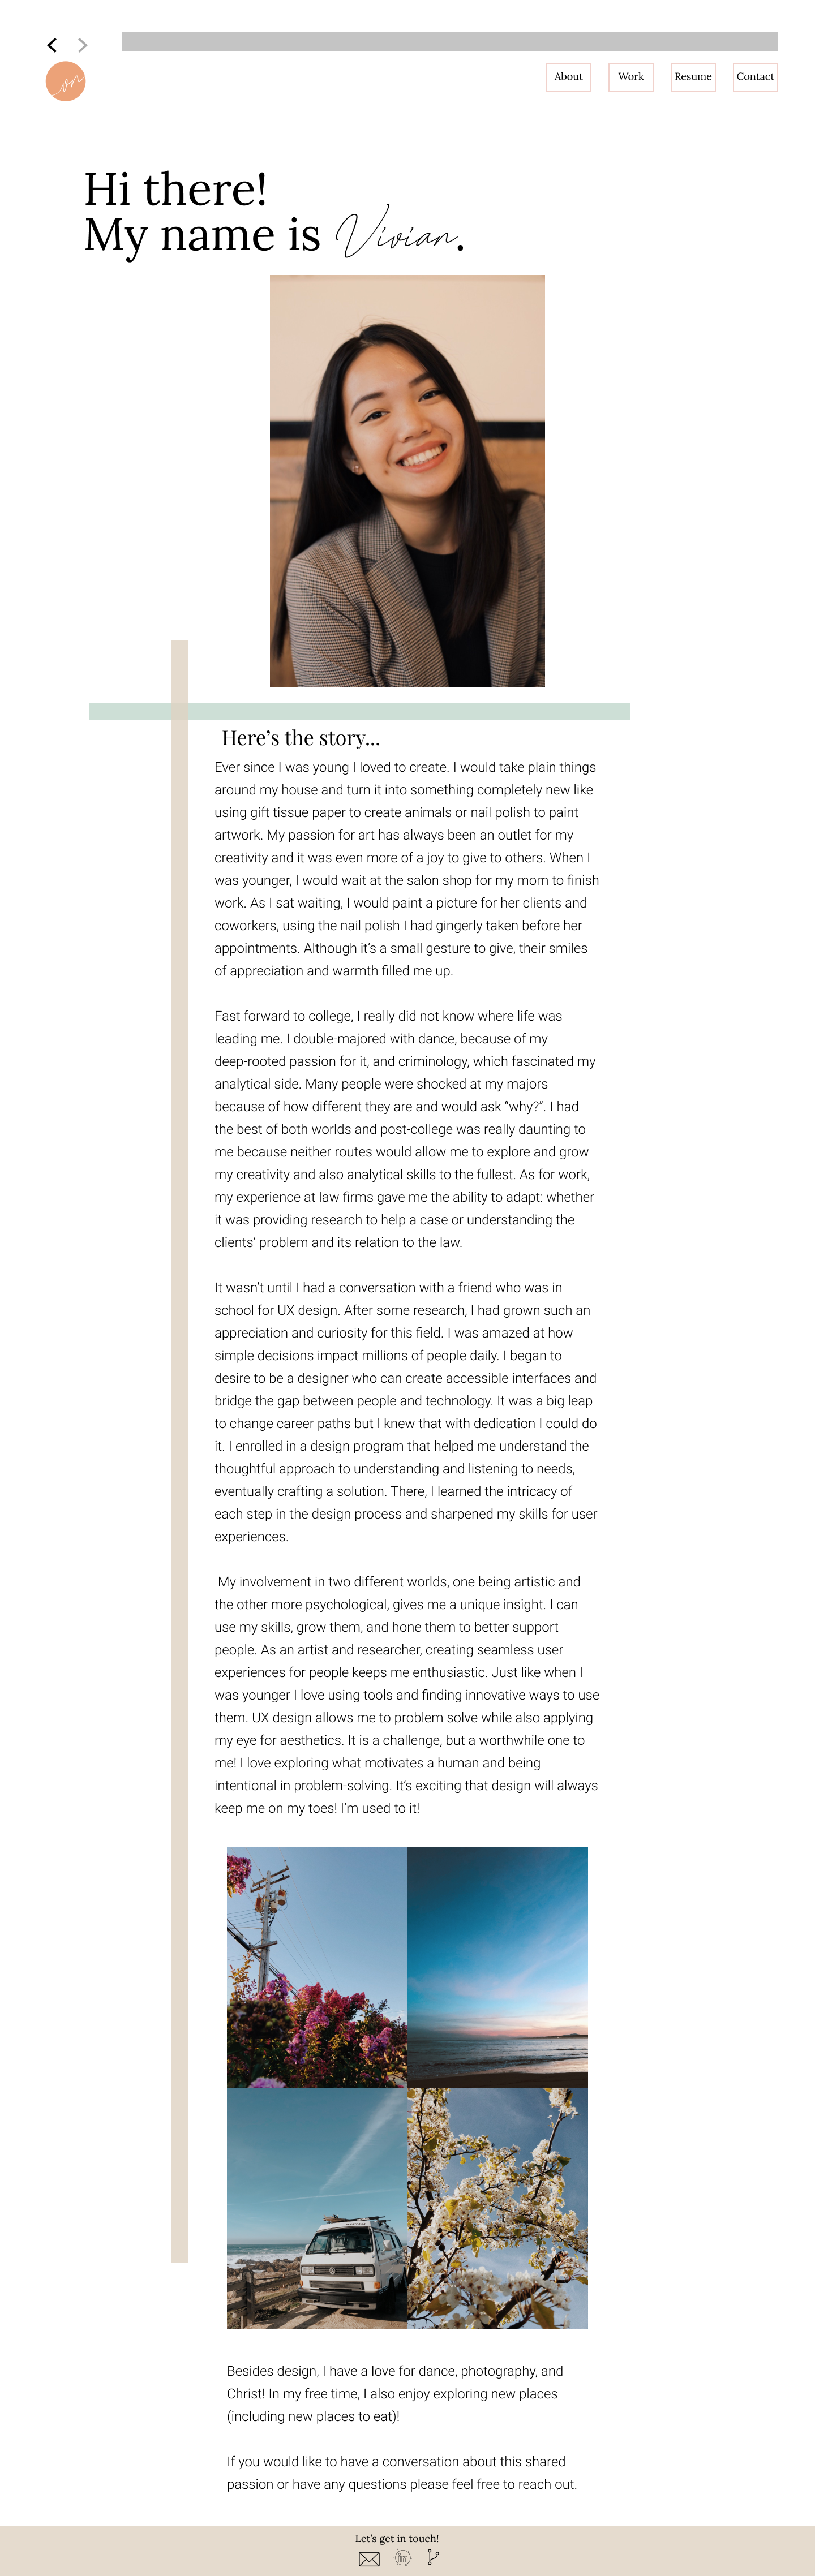 vn
About Work Resume Contact
Hi there!
My name is Vivian.
Here’s the story...
Ever since I was young I loved to create. I would take plain things
around my house and turn it into something completely new like
using gift tissue paper to create animals or nail polish to paint
artwork. My passion for art has always been an outlet for my
creativity and it was even more of a joy to give to others. When I
was younger, I would wait at the salon shop for my mom to finish
work. As I sat waiting, I would paint a picture for her clients and
coworkers, using the nail polish I had gingerly taken before her
appointments. Although it’s a small gesture to give, their smiles
of appreciation and warmth filled me up.
Fast forward to college, I really did not know where life was
leading me. I double-majored with dance, because of my
deep-rooted passion for it, and criminology, which fascinated my
analytical side. Many people were shocked at my majors
because of how different they are and would ask “why?”. I had
the best of both worlds and post-college was really daunting to
me because neither routes would allow me to explore and grow
my creativity and also analytical skills to the fullest. As for work,
my experience at law firms gave me the ability to adapt: whether
it was providing research to help a case or understanding the
clients’ problem and its relation to the law.
It wasn’t until I had a conversation with a friend who was in
school for UX design. After some research, I had grown such an
appreciation and curiosity for this field. I was amazed at how
simple decisions impact millions of people daily. I began to
desire to be a designer who can create accessible interfaces and
bridge the gap between people and technology. It was a big leap
to change career paths but I knew that with dedication I could do
it. I enrolled in a design program that helped me understand the
thoughtful approach to understanding and listening to needs,
eventually crafting a solution. There, I learned the intricacy of
each step in the design process and sharpened my skills for user
experiences.
My involvement in two different worlds, one being artistic and
the other more psychological, gives me a unique insight. I can
use my skills, grow them, and hone them to better support
people. As an artist and researcher, creating seamless user
experiences for people keeps me enthusiastic. Just like when I
was younger I love using tools and finding innovative ways to use
them. UX design allows me to problem solve while also applying
my eye for aesthetics. It is a challenge, but a worthwhile one to
me! I love exploring what motivates a human and being
intentional in problem-solving. It’s exciting that design will always
keep me on my toes! I’m used to it!
Besides design, I have a love for dance, photography, and
Christ! In my free time, I also enjoy exploring new places
(including new places to eat)!
If you would like to have a conversation about this shared
passion or have any questions please feel free to reach out.
Let’s get in touch!